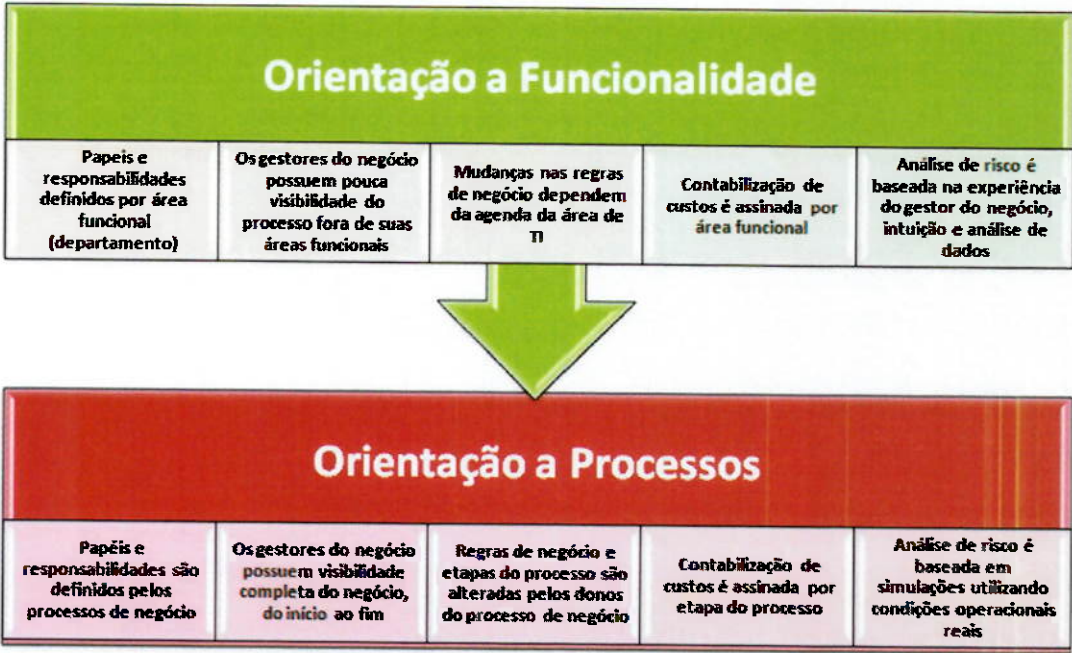 Orientação a Funcionalidade
Papeis e
responsabilidades
definidos por área
funcional
(departamento)
Os gestores do negócio
possuem pouca
visibilidade do
processo fora de suas
áreas funcionais
Mudanças nas regras
de negócio dependem
da agenda da área de
TI
Contabilização de
custos é assinada por
área funcional
Análise de risco é
baseada na experiência
do gestor do negócio,
intuição e análise de
dados
Orientação a Processos
Papéis e
responsabilidades são
definidos pelos
processos de negócio
Os gestores do negócio
possuem visibilidade
completa do negócio,
do início ao fim
Regras de negócio e
etapas do processo são
alteradas pelos donos
do processo de negócio
Contabilização de
custos é assinada por
etapa do processo
Análise de risco é
baseada em
simulações utilizando
condições operacionais
reais